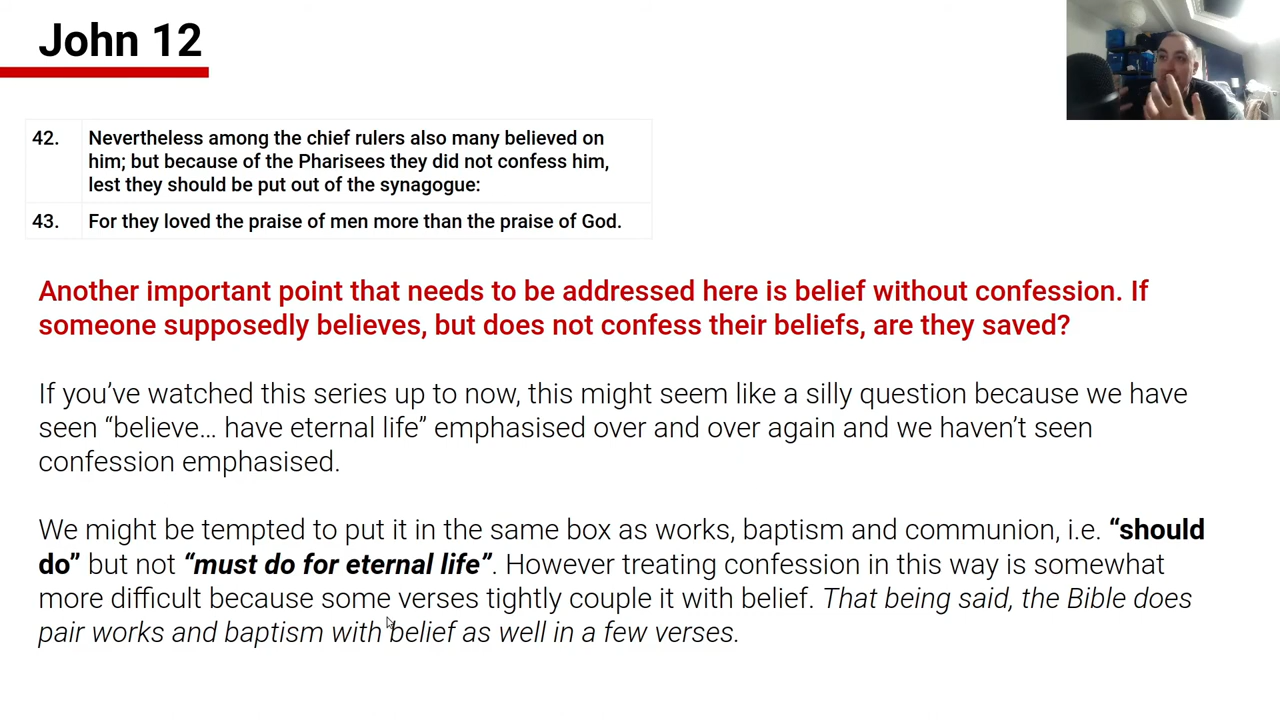 John 12
42. Nevertheless among the chief rulers also many believed on
him; but because of the Pharisees they did not confess him,
lest they should be put out of the synagogue:
43. For they loved the praise of men more than the praise of God.
Another important point that needs to be addressed here is belief without confession. If
someone supposedly believes, but does not confess their beliefs, are they saved?
If you’ve watched this series up to now, this might seem like a silly question because we have
seen “believe… have eternal life” emphasised over and over again and we haven’t seen
confession emphasised.
We might be tempted to put it in the same box as works, baptism and communion, i.e. “should
do” but not “must do for eternal life”. However treating confession in this way is somewhat
more difficult because some verses tightly couple it with belief. That being said, the Bible does
pair works and baptism with belief as well in a few verses.